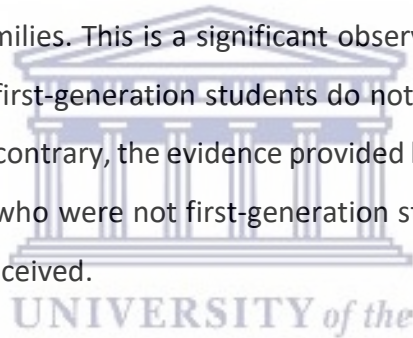 milies. This is a significant observ
first-generation students do not
contrary, the evidence provided
who were not first-generation st
ceived.
UNIVERSITY of the